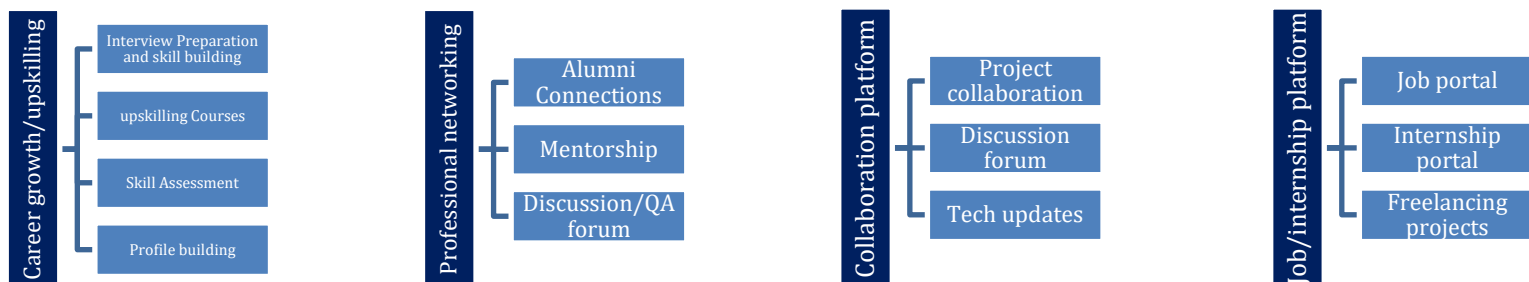 Career growth/upskilling
Interview Preparation
and skill building
upskilling Courses
Skill Assessment
Profile building
Professional networking
Alumni
Connections
Mentorship
Discussion/QA
forum
Collaboration platform
Project
collaboration
Discussion
forum
Tech updates
Job/internship platform
Job portal
Internship
portal
Freelancing
projects